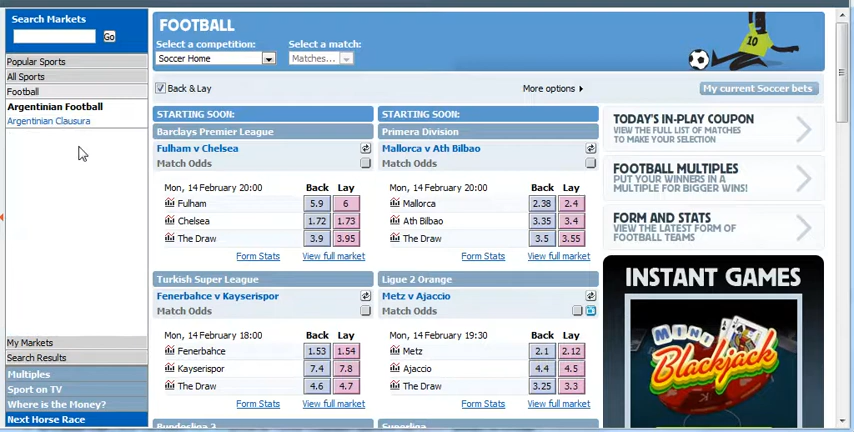 Search Markets
Go
Popular Sports
All Sports
Football
Argentinian Football
Argentinian Clausura
My Markets
Search Results
Multiples
Sport on TV
Where is the Money?
Next Horse Race
FOOTBALL
Select a competition:
Select a match:
Soccer Home
Matches...
Back & Lay
More options
My current Soccer bets
STARTING SOON:
Barclays Premier League
Fulham v Chelsea
Match Odds
Mon, 14 February 20:00 Back Lay
Fulham 5.9 6
Chelsea 1.72 1.73
The Draw 3.9 3.95
Form Stats View full market
STARTING SOON:
Primera Division
Mallorca v Ath Bilbao
Match Odds
Mon, 14 February 20:00 Back Lay
Mallorca 2.38 2.4
Ath Bilbao 3.35 3.4
The Draw 3.5 3.55
Form Stats View full market
Turkish Super League
Fenerbahce v Kayserispor
Match Odds
Mon, 14 February 18:00 Back Lay
Fenerbahce 1.53 1.54
Kayserispor 7.4 7.8
The Draw 4.6 4.7
Form Stats View full market
Ligue 2 Orange
Metz v Ajaccio
Match Odds
Mon, 14 February 19:30 Back Lay
Metz 2.1 2.12
Ajaccio 4.4 4.5
The Draw 3.25 3.3
Form Stats View full market
TODAY'S IN-PLAY COUPON
VIEW THE FULL LIST OF MATCHES
TO MAKE YOUR SELECTION
FOOTBALL MULTIPLES
PUT YOUR WINNERS IN A
MULTIPLE FOR BIGGER WINS!
FORM AND STATS
VIEW THE LATEST FORM OF
FOOTBALL TEAMS
INSTANT GAMES
MINI
Blackjack
10